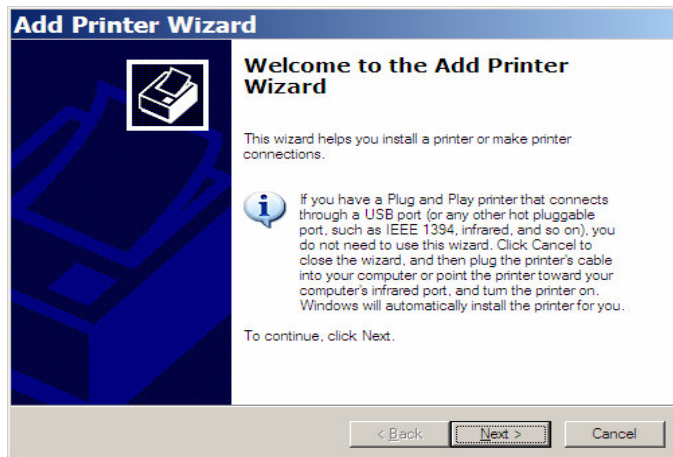 Add Printer Wizard
Welcome to the Add Printer
Wizard
This wizard helps you install a printer or make printer
connections.
If you have a Plug and Play printer that connects
through a USB port (or any other hot pluggable
port, such as IEEE 1394, infrared, and so on), you
do not need to use this wizard. Click Cancel to
close the wizard, and then plug the printer's cable
into your computer or point the printer toward your
computer's infrared port, and turn the printer on.
Windows will automatically install the printer for you.
To continue, click Next.
< Back
Next >
Cancel